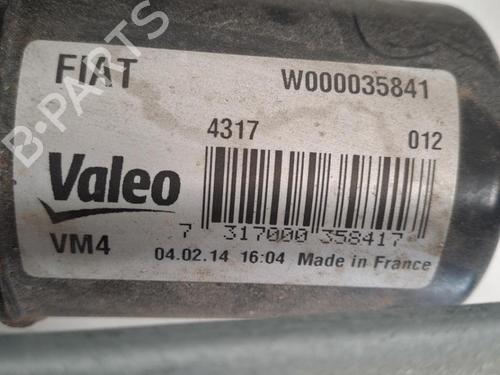 FIAT W000035841
4317 012
Valeo
7 317000 358417
VM4 04.02.14 16:04 Made in France
B-PARTS